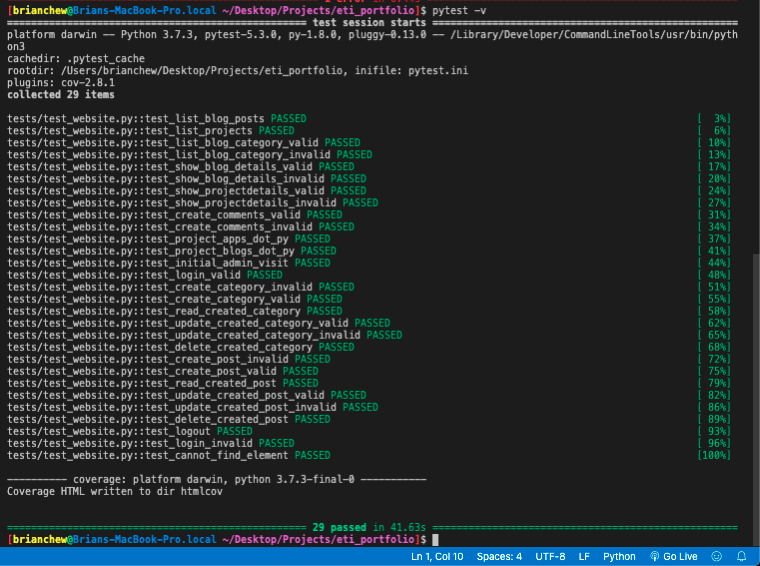 [brianchew@Brians-MacBook-Pro.local ~/Desktop/Projects/eti_portfolio]$ pytest -v
============================================== test session starts ===============================================
platform darwin -- Python 3.7.3, pytest-5.3.0, py-1.8.0, pluggy-0.13.0 -- /Library/Developer/CommandLineTools/usr/bin/pyth
on3
cachedir: .pytest_cache
rootdir: /Users/brianchew/Desktop/Projects/eti_portfolio, inifile: pytest.ini
plugins: cov-2.8.1
collected 29 items
tests/test_website.py::test_list_blog_posts PASSED [ 3%]
tests/test_website.py::test_list_projects PASSED [ 6%]
tests/test_website.py::test_list_blog_category_valid PASSED [ 10%]
tests/test_website.py::test_list_blog_category_invalid PASSED [ 13%]
tests/test_website.py::test_show_blog_details_valid PASSED [ 17%]
tests/test_website.py::test_show_blog_details_invalid PASSED [ 20%]
tests/test_website.py::test_show_projectdetails_valid PASSED [ 24%]
tests/test_website.py::test_show_projectdetails_invalid PASSED [ 27%]
tests/test_website.py::test_create_comments_valid PASSED [ 31%]
tests/test_website.py::test_create_comments_invalid PASSED [ 34%]
tests/test_website.py::test_project_apps_dot_py PASSED [ 37%]
tests/test_website.py::test_project_blogs_dot_py PASSED [ 41%]
tests/test_website.py::test_initial_admin_visit PASSED [ 44%]
tests/test_website.py::test_login_valid PASSED [ 48%]
tests/test_website.py::test_create_category_invalid PASSED [ 51%]
tests/test_website.py::test_create_category_valid PASSED [ 55%]
tests/test_website.py::test_read_created_category PASSED [ 58%]
tests/test_website.py::test_update_created_category_valid PASSED [ 62%]
tests/test_website.py::test_update_created_category_invalid PASSED [ 65%]
tests/test_website.py::test_delete_created_category PASSED [ 68%]
tests/test_website.py::test_create_post_invalid PASSED [ 72%]
tests/test_website.py::test_create_post_valid PASSED [ 75%]
tests/test_website.py::test_read_created_post PASSED [ 79%]
tests/test_website.py::test_update_created_post_valid PASSED [ 82%]
tests/test_website.py::test_update_created_post_invalid PASSED [ 86%]
tests/test_website.py::test_delete_created_post PASSED [ 89%]
tests/test_website.py::test_logout PASSED [ 93%]
tests/test_website.py::test_login_invalid PASSED [ 96%]
tests/test_website.py::test_cannot_find_element PASSED [100%]
---------- coverage: platform darwin, python 3.7.3-final-0 -----------
Coverage HTML written to dir htmlcov
============================================== 29 passed in 41.63s ===============================================
[brianchew@Brians-MacBook-Pro.local ~/Desktop/Projects/eti_portfolio]$
Ln 1, Col 10 Spaces: 4 UTF-8 LF Python Go Live